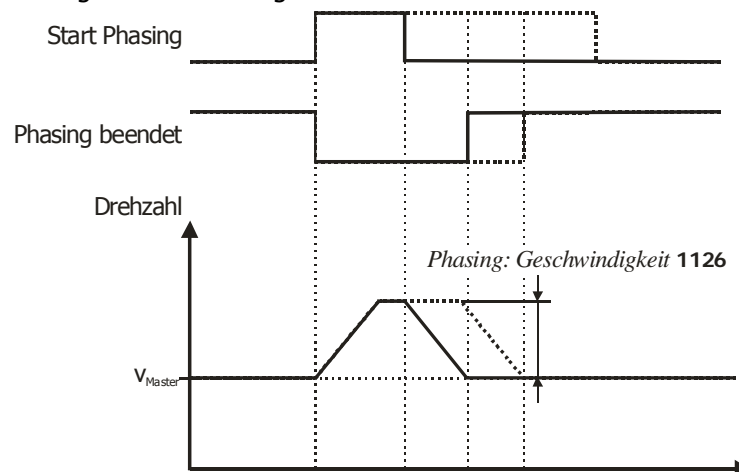 Start Phasing
Phasing beendet
Drehzahl
Phasing: Geschwindigkeit 1126
VMaster